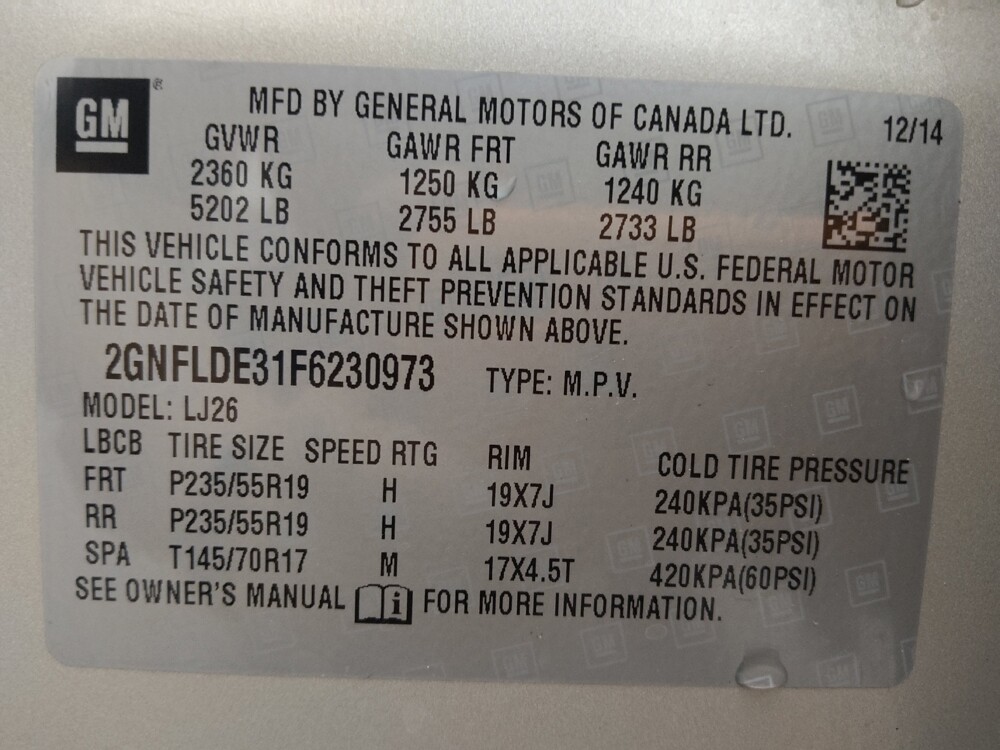 GM®
MFD BY GENERAL MOTORS OF CANADA LTD. 12/14
GVWR GAWR FRT GAWR RR
2360 KG 1250 KG 1240 KG
5202 LB 2755 LB 2733 LB
THIS VEHICLE CONFORMS TO ALL APPLICABLE U.S. FEDERAL MOTOR
VEHICLE SAFETY AND THEFT PREVENTION STANDARDS IN EFFECT ON
THE DATE OF MANUFACTURE SHOWN ABOVE.
2GNFLDE31F6230973 TYPE: M.P.V.
MODEL: LJ26
LBCB TIRE SIZE SPEED RTG RIM COLD TIRE PRESSURE
FRT P235/55R19 H 19X7J 240KPA(35PSI)
RR P235/55R19 H 19X7J 240KPA(35PSI)
SPA T145/70R17 M 17X4.5T 420KPA(60PSI)
SEE OWNER'S MANUAL i FOR MORE INFORMATION.